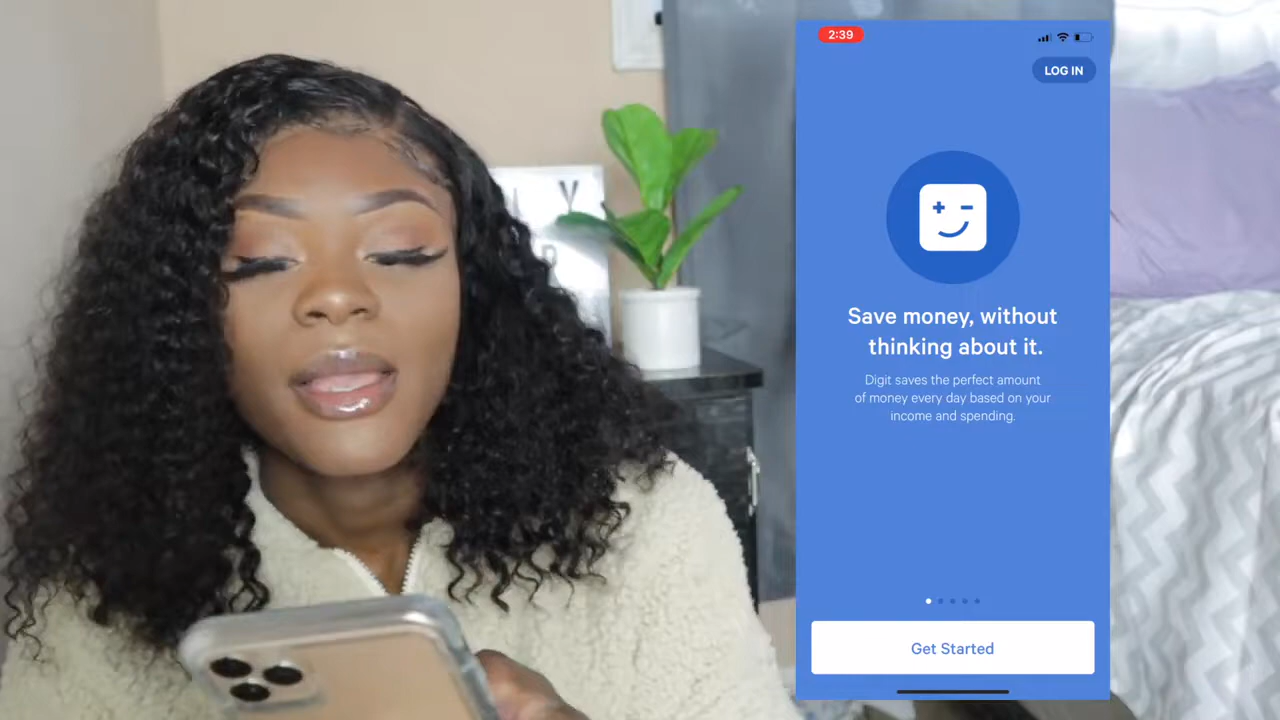 2:39
LOG IN
Save money, without
thinking about it.
Digit saves the perfect amount
of money every day based on your
income and spending.
Get Started
V